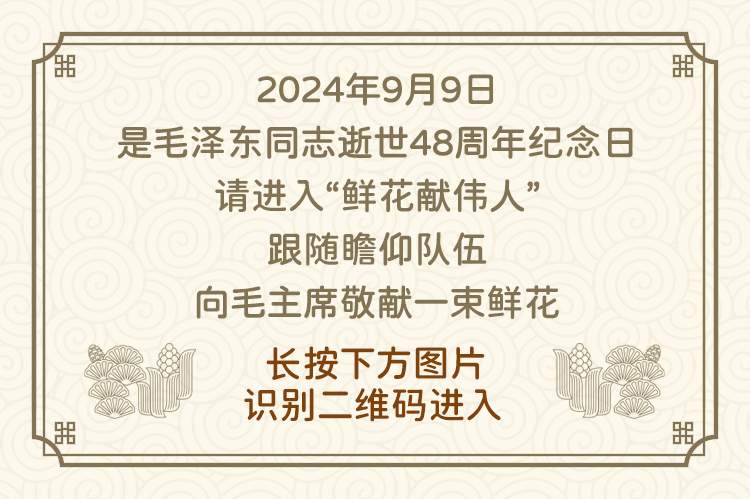 2024年9月9日
是毛泽东同志逝世48周年纪念日
请进入“鲜花献伟人”
跟随瞻仰队伍
向毛主席敬献一束鲜花
长按下方图片
识别二维码进入